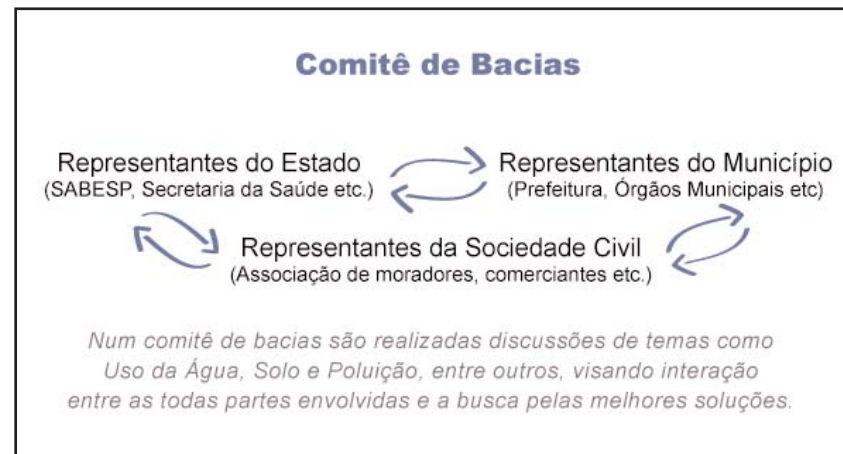 Comitê de Bacias
Representantes do Estado
(SABESP, Secretaria da Saúde etc.)
Representantes do Município
(Prefeitura, Órgãos Municipais etc)
Representantes da Sociedade Civil
(Associação de moradores, comerciantes etc.)
Num comitê de bacias são realizadas discussões de temas como
Uso da Água, Solo e Poluição, entre outros, visando interação
entre as todas partes envolvidas e a busca pelas melhores soluções.